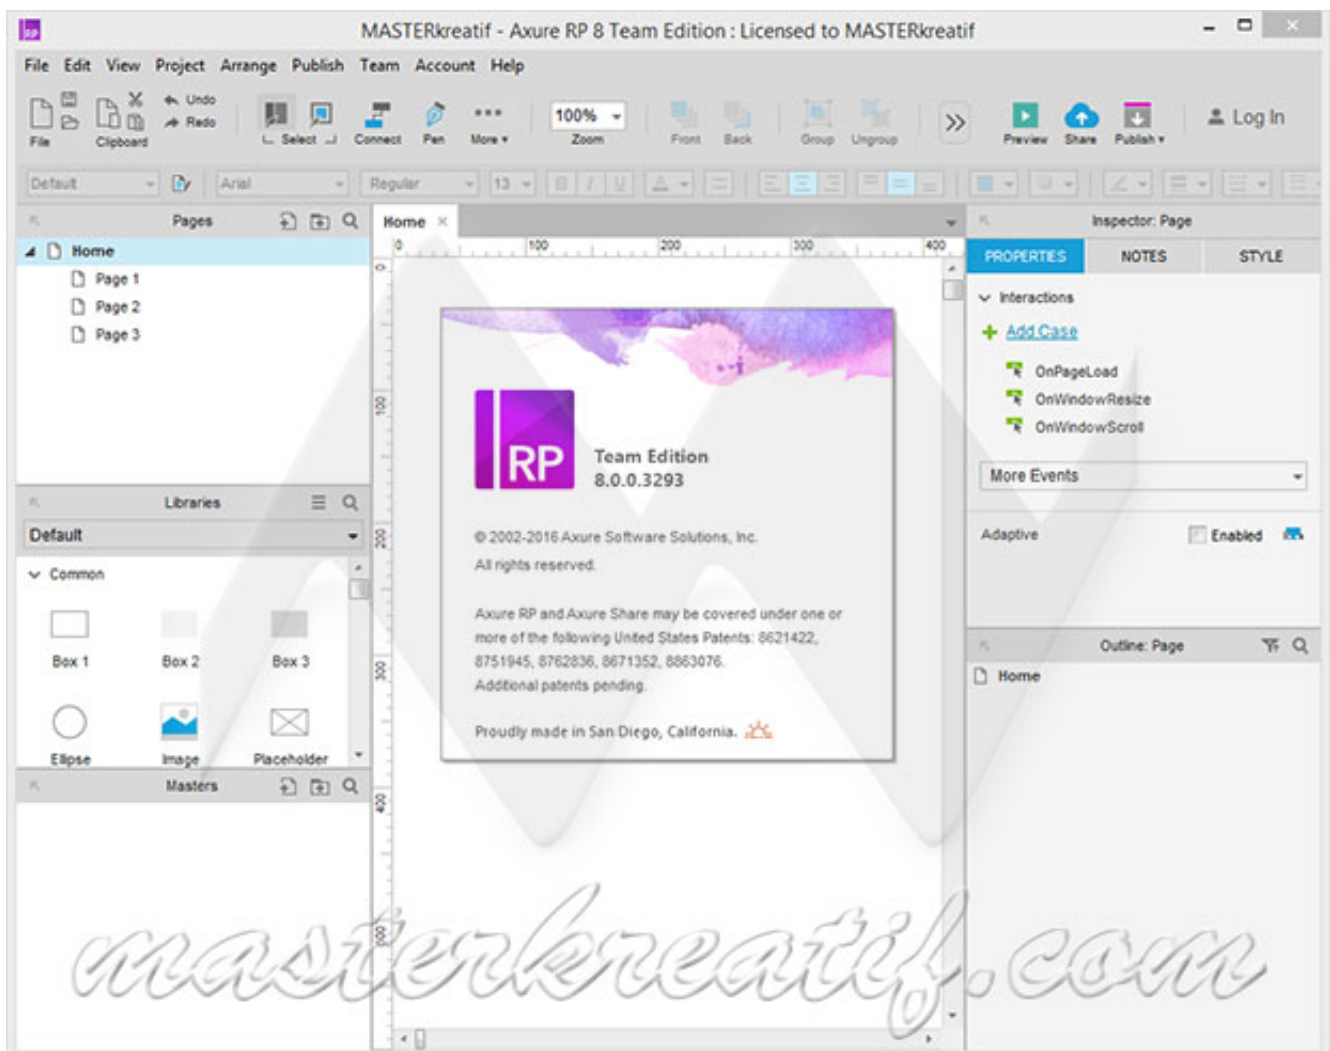 RP
MASTERkreatif - Axure RP 8 Team Edition : Licensed to MASTERkreatif
File Edit View Project Arrange Publish Team Account Help
Undo
Redo
File Clipboard Select Connect Pen More 100% Zoom Front Back Group Ungroup Preview Share Publish Log In
Default Arial Regular 13 B I U A
Pages
Home
Page 1
Page 2
Page 3
Libraries
Default
Common
Box 1 Box 2 Box 3
Ellipse Image Placeholder
Masters
Home
0 100 200 300 400
0
100
200
300
400
500
RP
Team Edition
8.0.0.3293
© 2002-2016 Axure Software Solutions, Inc.
All rights reserved.
Axure RP and Axure Share may be covered under one or
more of the following United States Patents: 8621422,
8751945, 8762836, 8671352, 8863076.
Additional patents pending.
Proudly made in San Diego, California.
Inspector: Page
PROPERTIES NOTES STYLE
Interactions
Add Case
OnPageLoad
OnWindowResize
OnWindowScroll
More Events
Adaptive Enabled
Outline: Page
Home
masterkreatif.com